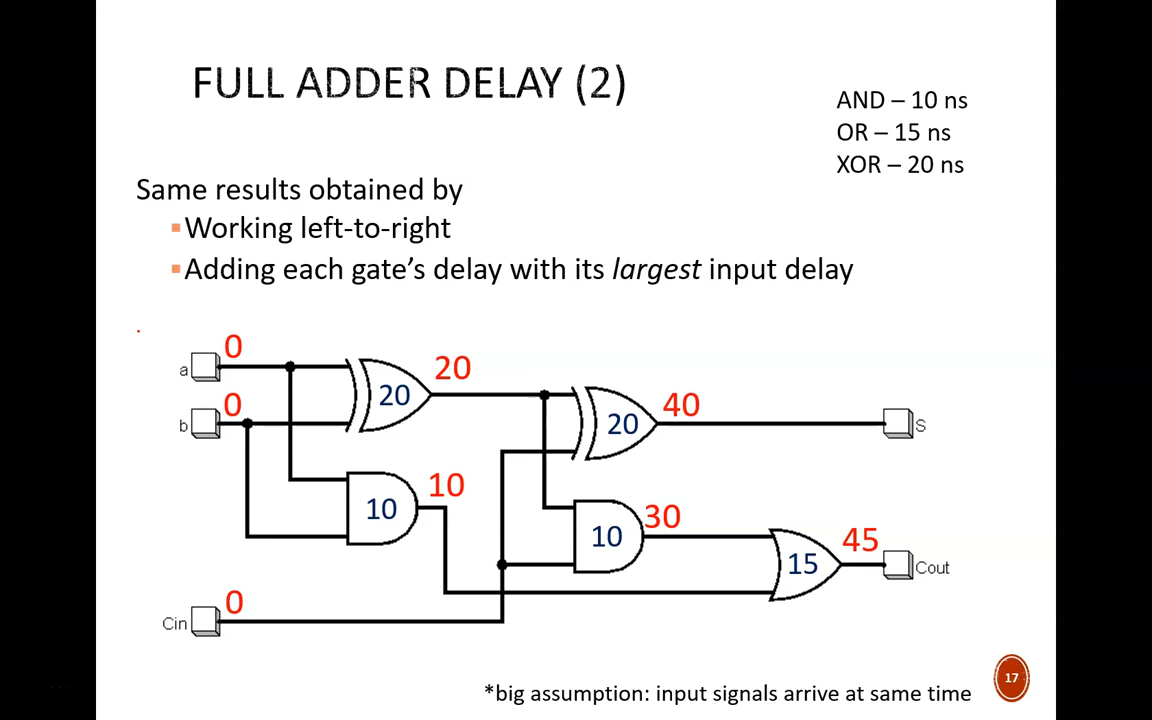 FULL ADDER DELAY (2)
AND – 10 ns
OR – 15 ns
XOR – 20 ns
Same results obtained by
▪Working left-to-right
▪Adding each gate’s delay with its largest input delay
a
0
20
20
b
0
20
40
S
10
10
10
30
15
45
Cout
Cin
0
*big assumption: input signals arrive at same time
17